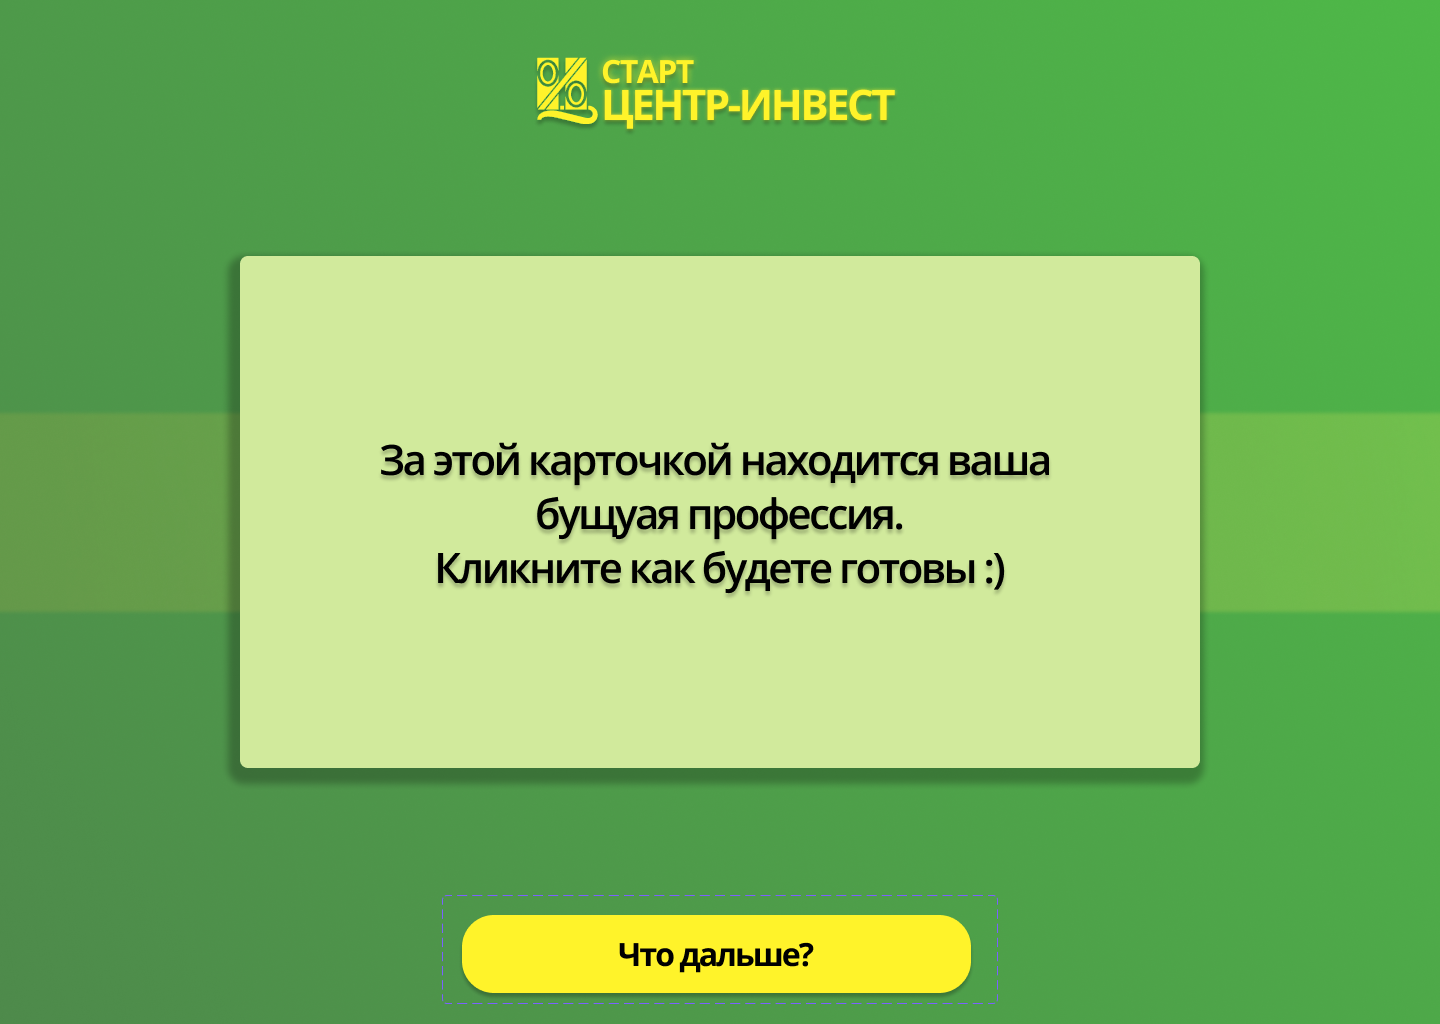 СТАРТ
ЦЕНТР-ИНВЕСТ
За этой карточкой находится ваша
бущуая профессия.
Кликните как будете готовы :)
Что дальше?